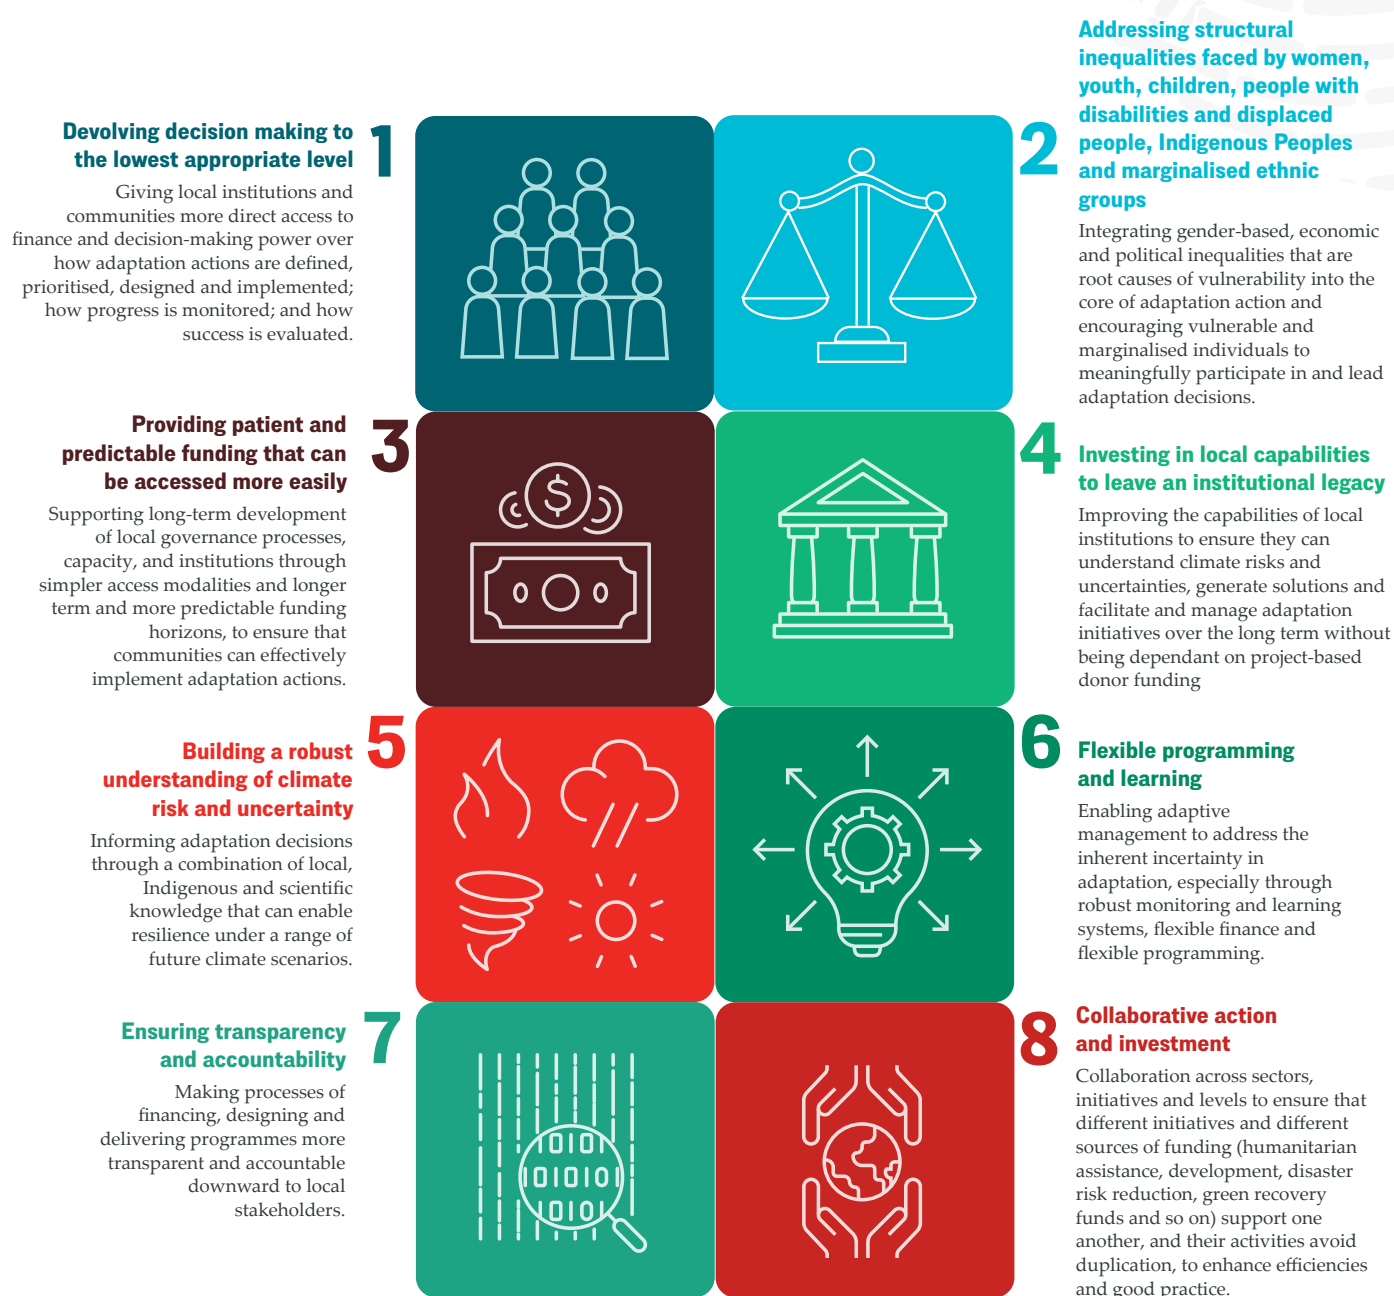 1
Devolving decision making to
the lowest appropriate level
Giving local institutions and
communities more direct access to
finance and decision-making power over
how adaptation actions are defined,
prioritised, designed and implemented;
how progress is monitored; and how
success is evaluated.
2
Addressing structural
inequalities faced by women,
youth, children, people with
disabilities and displaced
people, Indigenous Peoples
and marginalised ethnic
groups
Integrating gender-based, economic
and political inequalities that are
root causes of vulnerability into the
core of adaptation action and
encouraging vulnerable and
marginalised individuals to
meaningfully participate in and lead
adaptation decisions.
3
Providing patient and
predictable funding that can
be accessed more easily
Supporting long-term development
of local governance processes,
capacity, and institutions through
simpler access modalities and longer
term and more predictable funding
horizons, to ensure that
communities can effectively
implement adaptation actions.
$
4
Investing in local capabilities
to leave an institutional legacy
Improving the capabilities of local
institutions to ensure they can
understand climate risks and
uncertainties, generate solutions and
facilitate and manage adaptation
initiatives over the long term without
being dependant on project-based
donor funding
5
Building a robust
understanding of climate
risk and uncertainty
Informing adaptation decisions
through a combination of local,
Indigenous and scientific
knowledge that can enable
resilience under a range of
future climate scenarios.
6
Flexible programming
and learning
Enabling adaptive
management to address the
inherent incertainty in
adaptation, especially through
robust monitoring and learning
systems, flexible finance and
flexible programming.
7
Ensuring transparency
and accountability
Making processes of
financing, designing and
delivering programmes more
transparent and accountable
downward to local
stakeholders.
10101
1010101
10101
8
Collaborative action
and investment
Collaboration across sectors,
initiatives and levels to ensure that
different initiatives and different
sources of funding (humanitarian
assistance, development, disaster
risk reduction, green recovery
funds and so on) support one
another, and their activities avoid
duplication, to enhance efficiencies
and good practice.